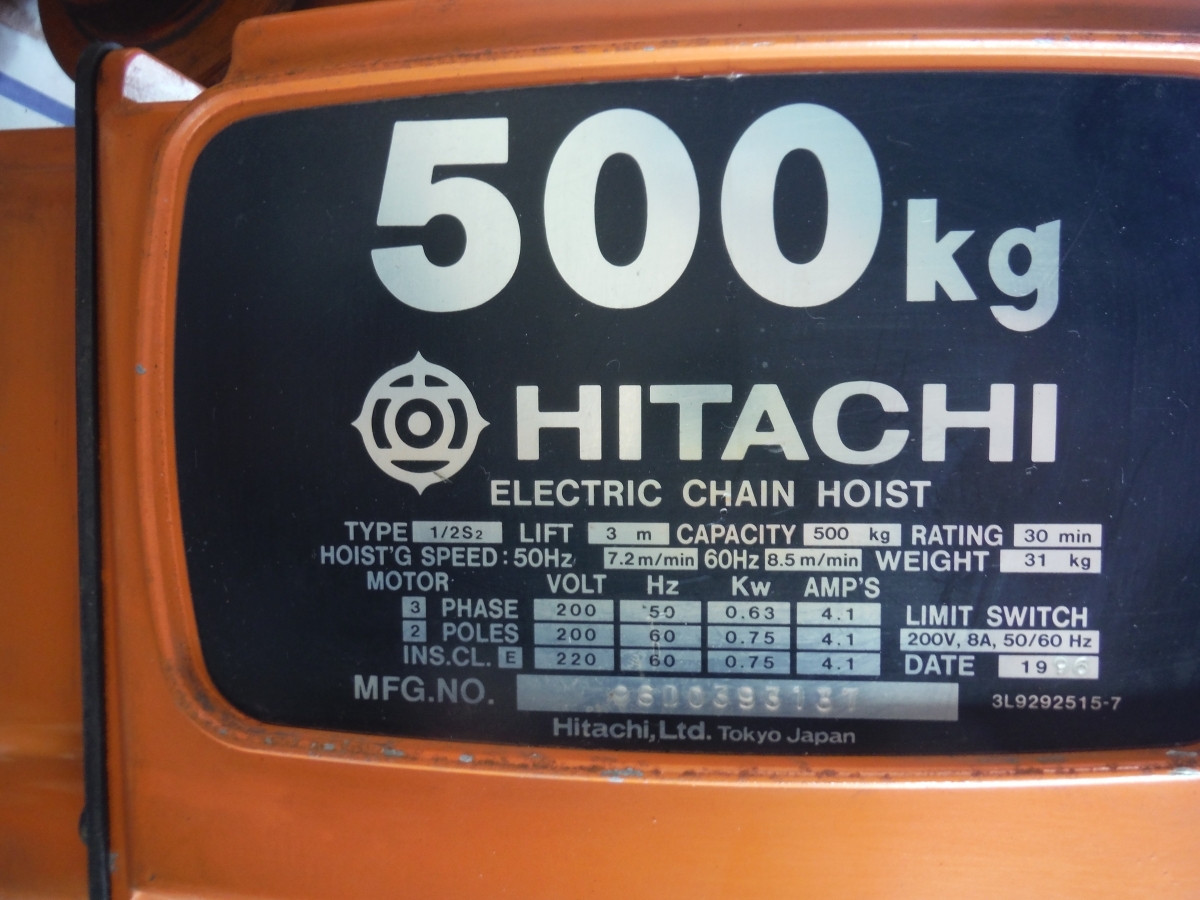 500kg
HITACHI
ELECTRIC CHAIN HOIST
TYPE 1/2S2 LIFT 3 m CAPACITY 500 kg RATING 30 min
HOIST'G SPEED: 50Hz 7.2m/min 60Hz 8.5m/min WEIGHT 31 kg
MOTOR VOLT Hz Kw AMP'S
3 PHASE 200 50 0.63 4.1 LIMIT SWITCH
2 POLES 200 60 0.75 4.1 200V, 8A, 50/60 Hz
INS.CL. E 220 60 0.75 4.1 DATE
MFG.NO. 3L9292515-7
Hitachi,Ltd. Tokyo Japan